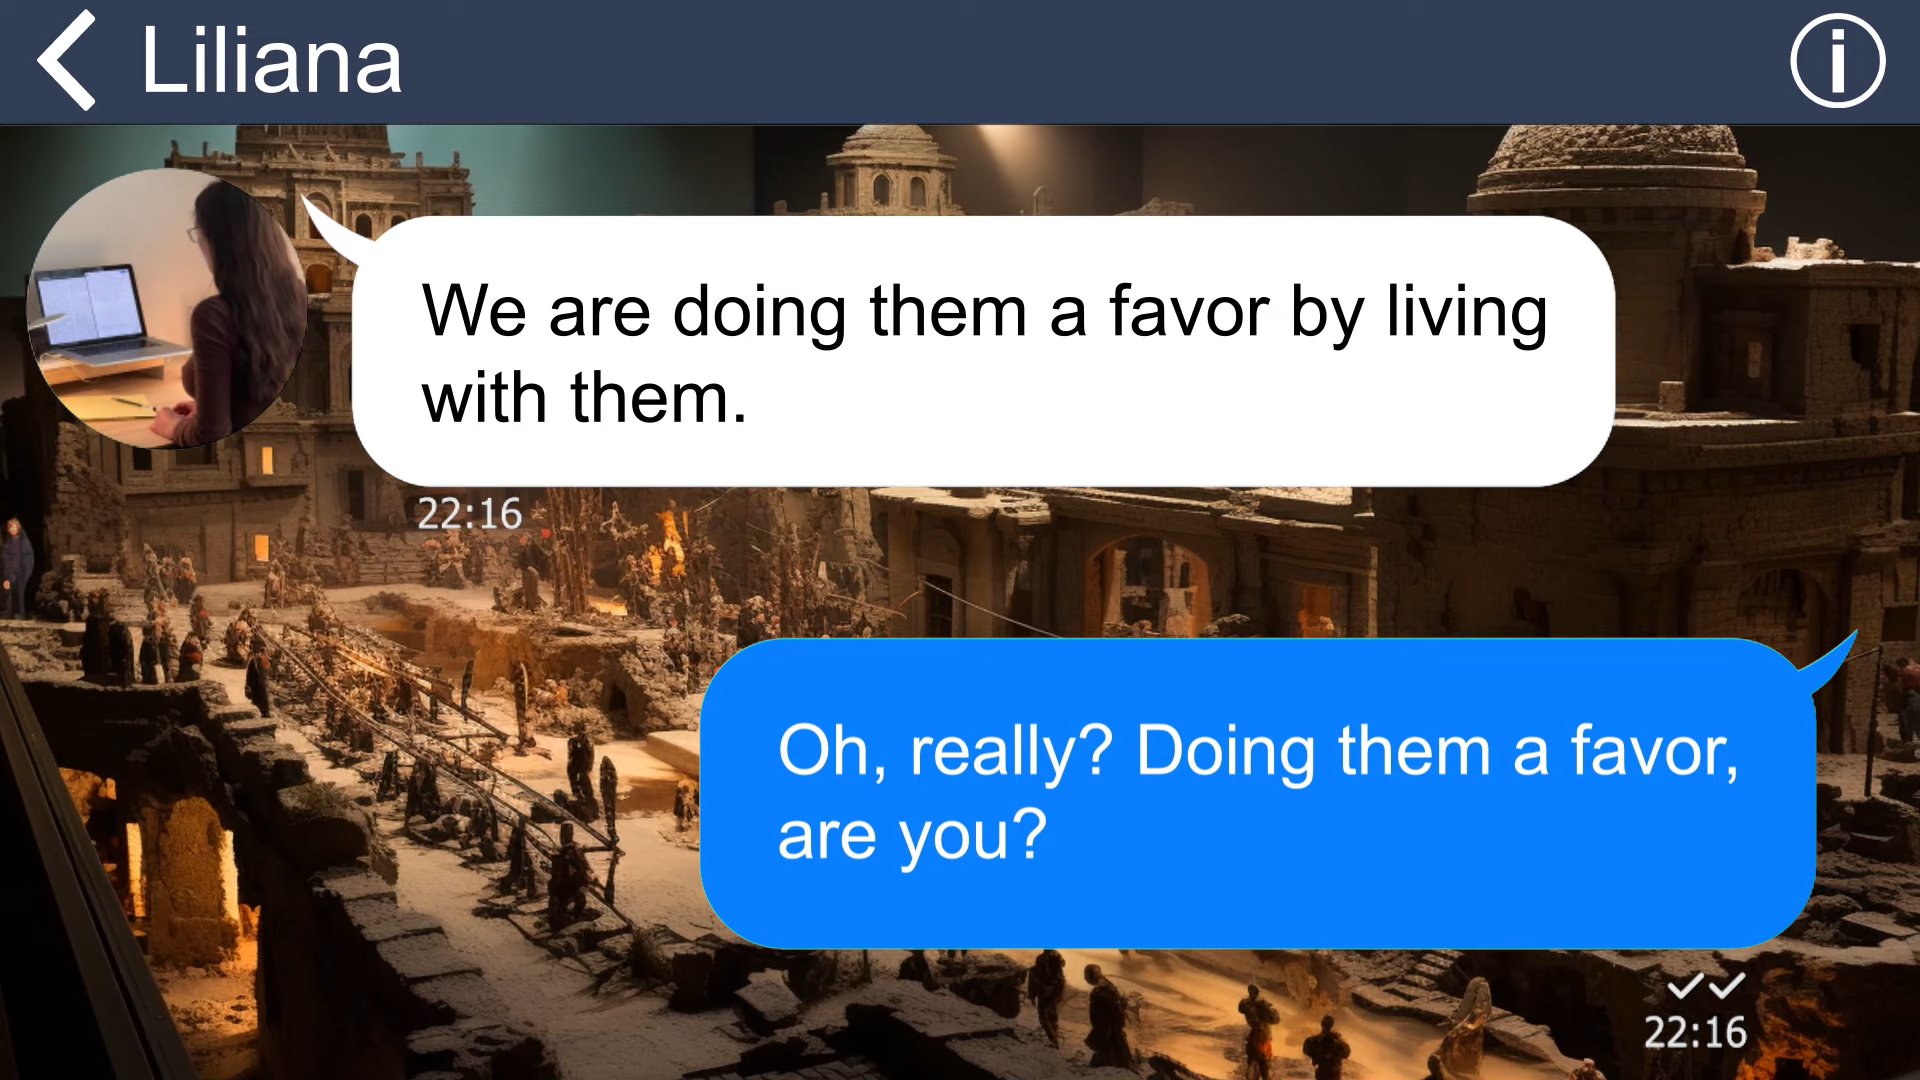 Liliana
We are doing them a favor by living
with them.
22:16
Oh, really? Doing them a favor,
are you?
22:16